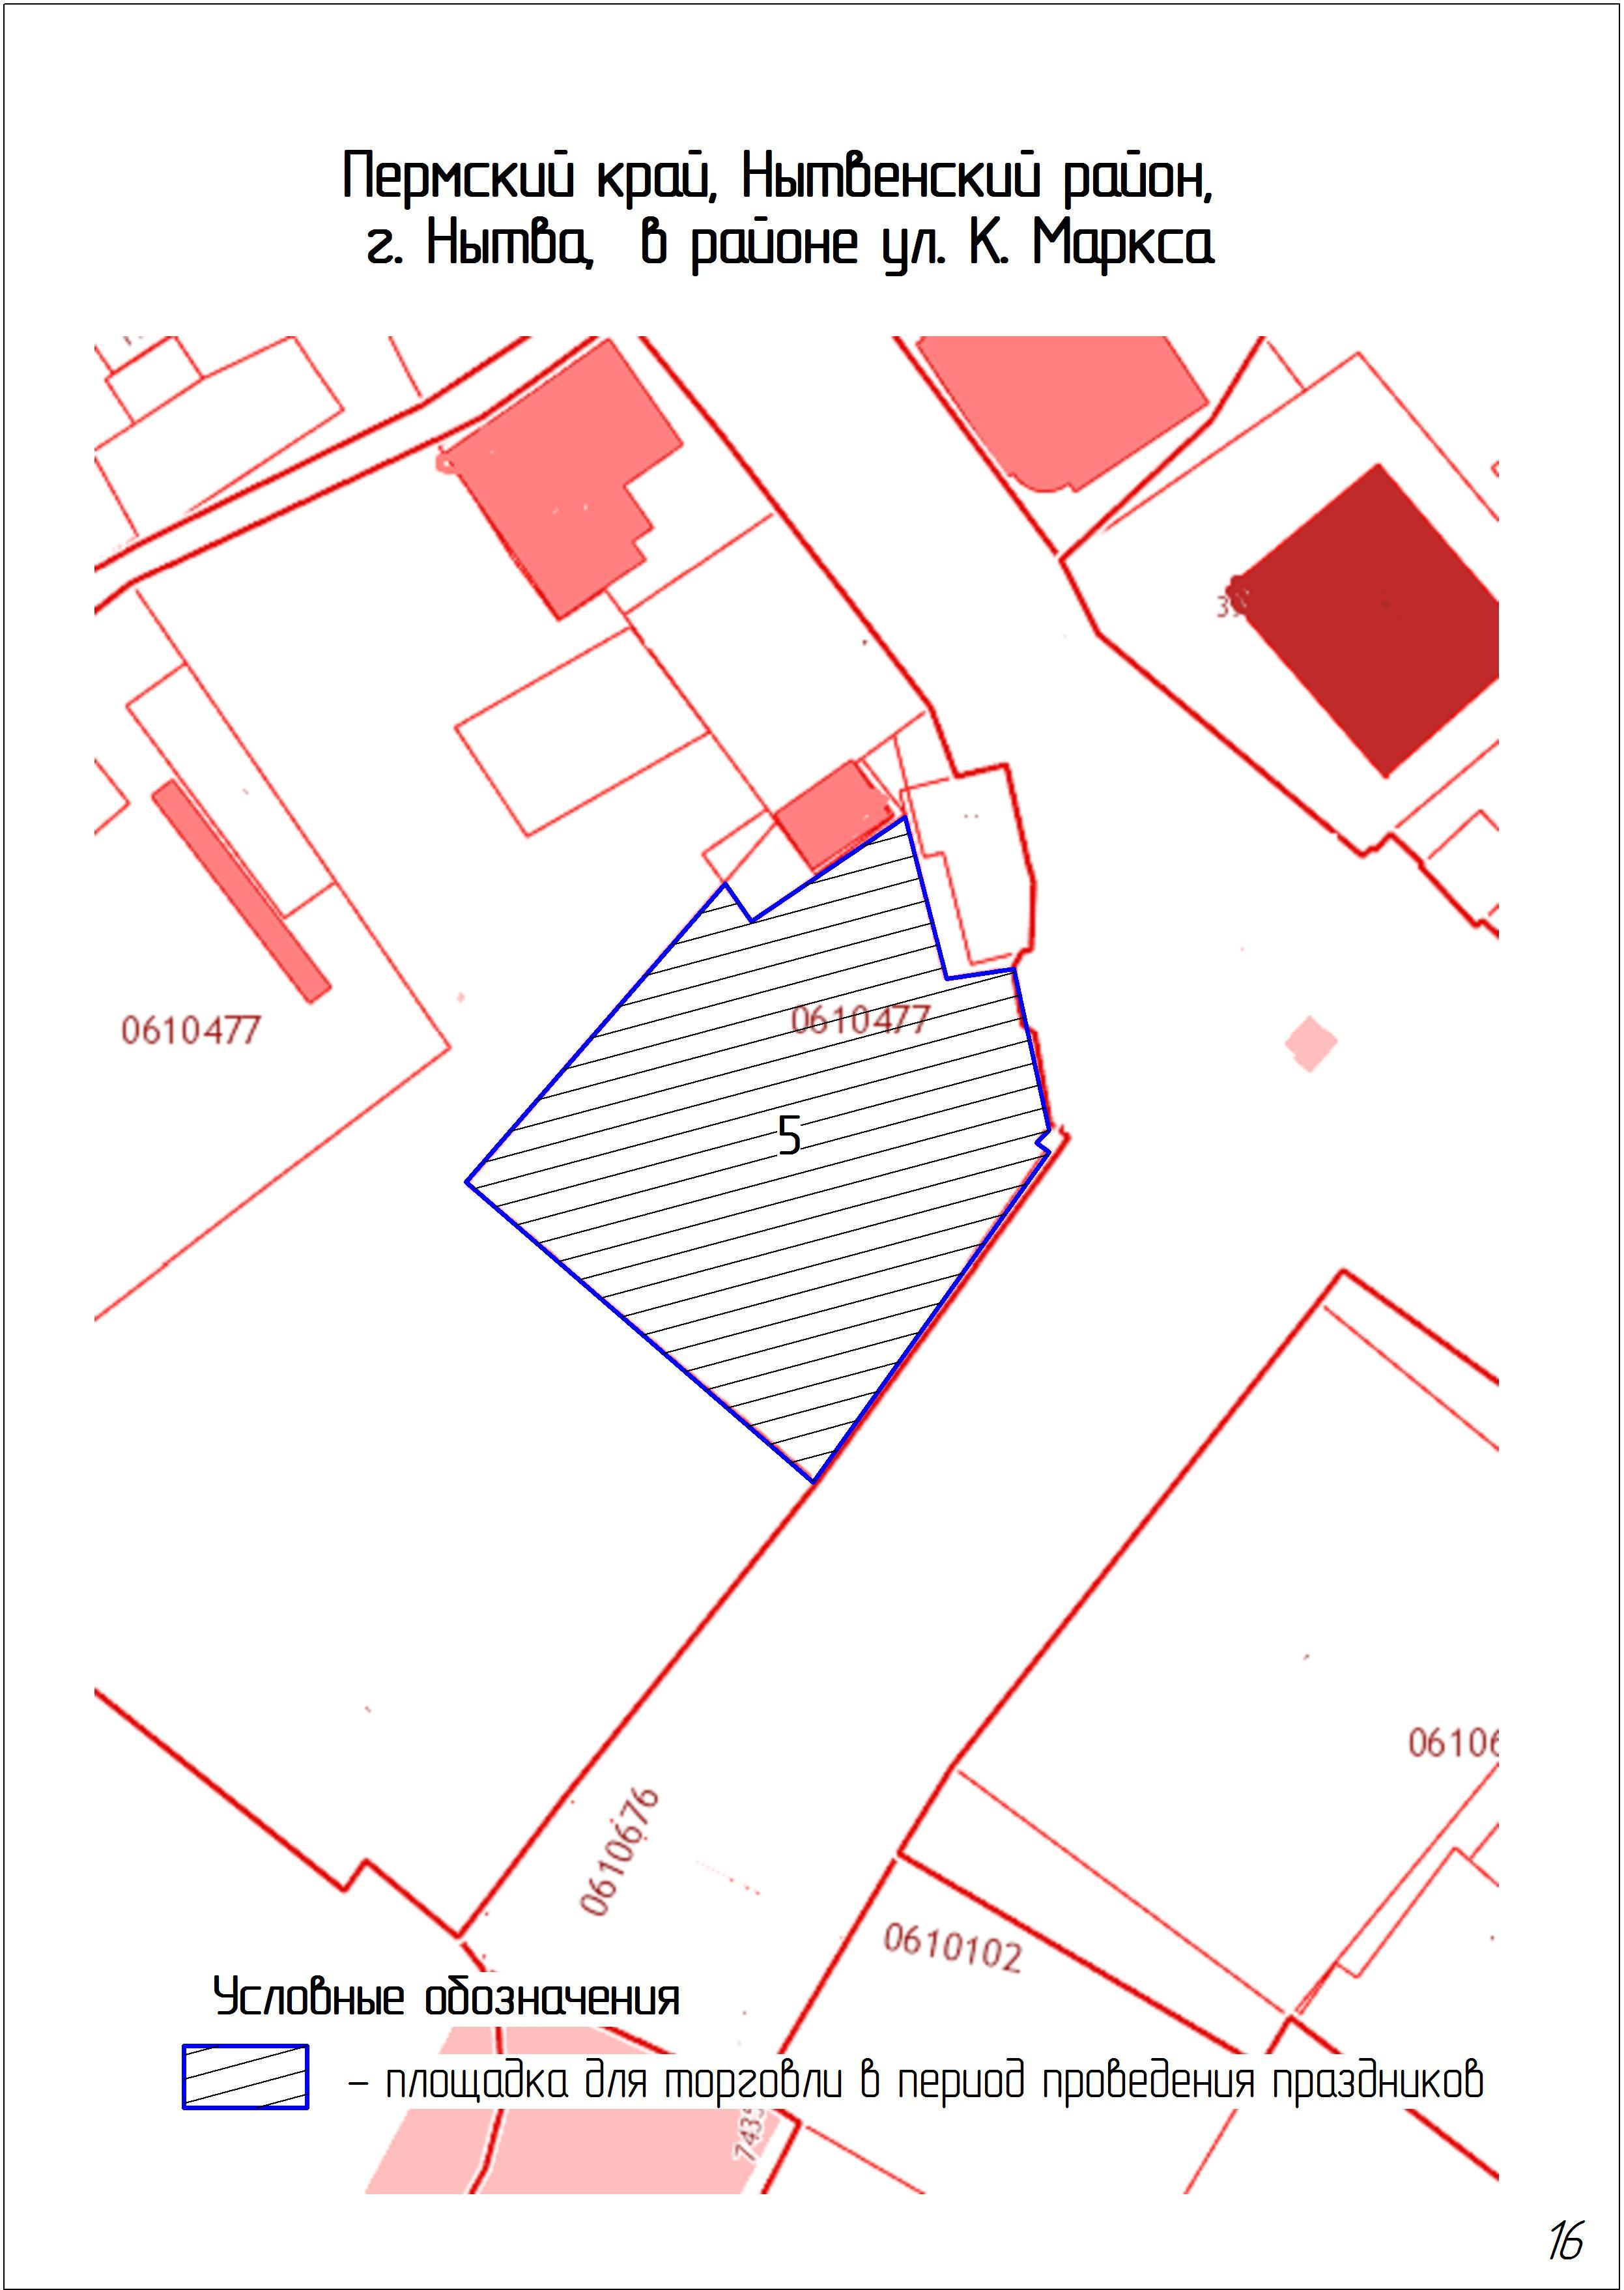 Пермский край, Нытвенский район,
г. Нытва, в районе ул. К. Маркса
0610477
0610477
5
0610676
0610102
Условные обозначения
– площадка для торговли в период проведения праздников
16